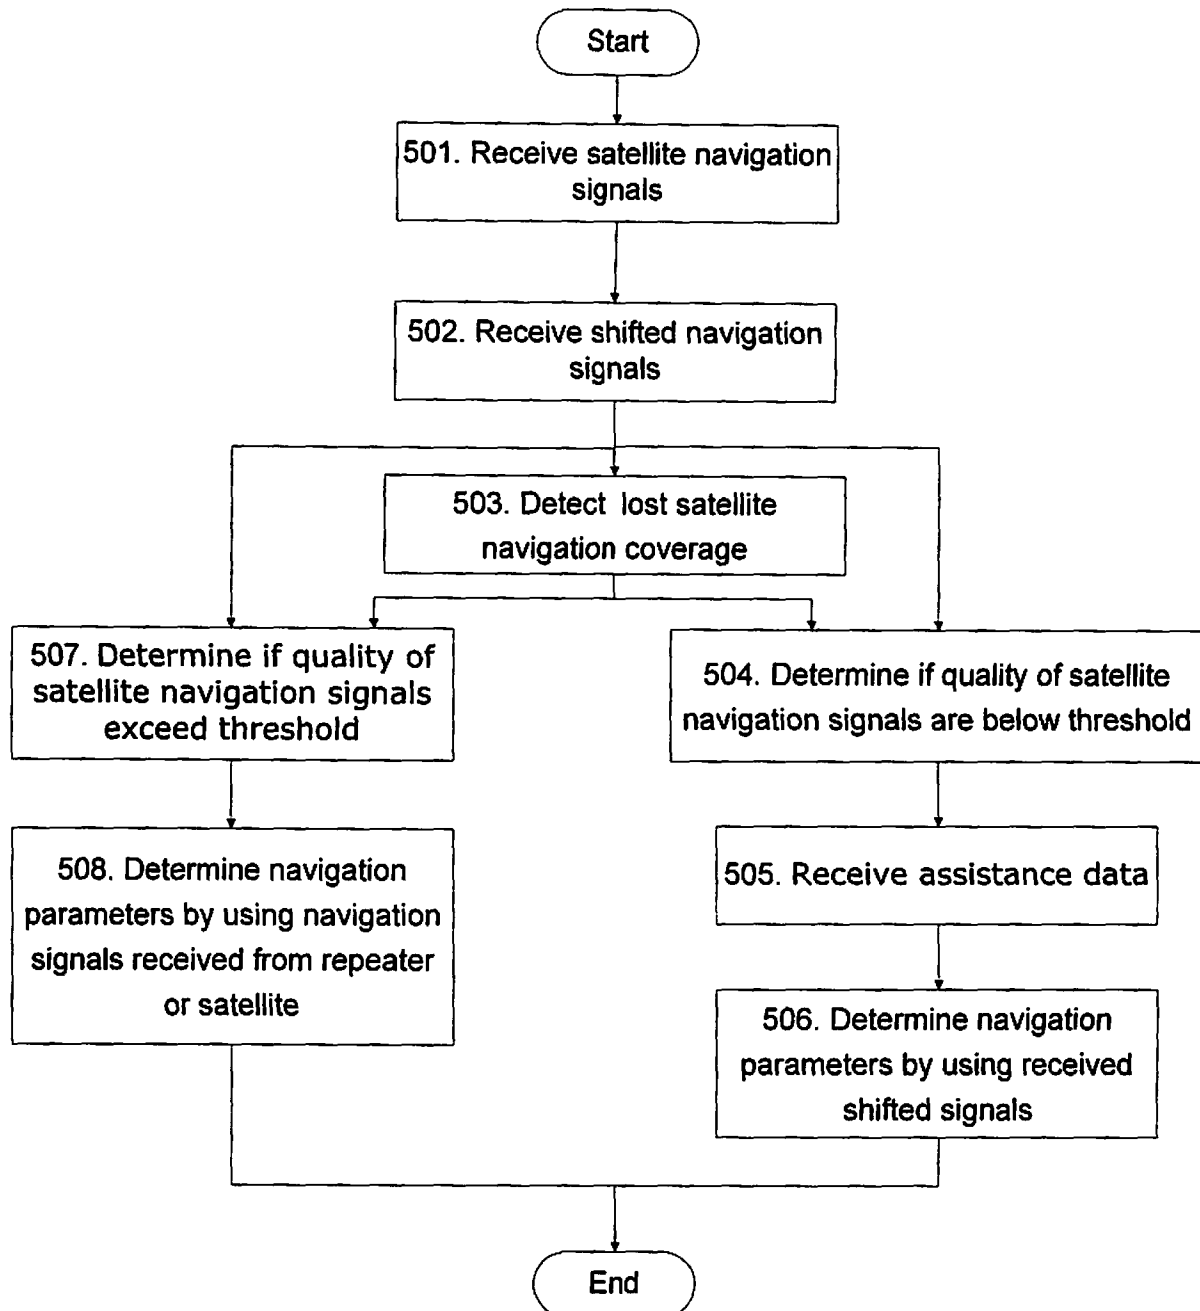 Start
501. Receive satellite navigation
signals
502. Receive shifted navigation
signals
503. Detect lost satellite
navigation coverage
507. Determine if quality of
satellite navigation signals
exceed threshold
504. Determine if quality of satellite
navigation signals are below threshold
508. Determine navigation
parameters by using navigation
signals received from repeater
or satellite
505. Receive assistance data
506. Determine navigation
parameters by using received
shifted signals
End